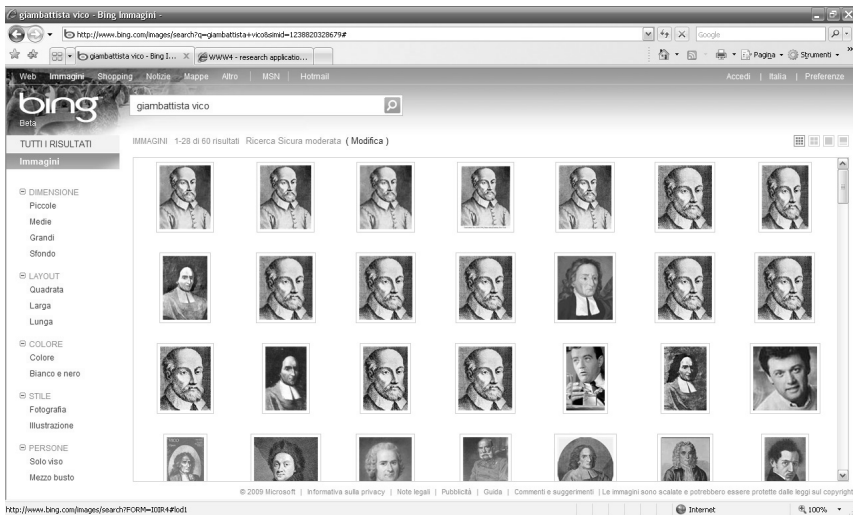 giambattista vico - Bing Immagini -
http://www.bing.com/images/search?q=giambattista+vico&simid=1238820328679#
Google
giambattista vico - Bing I...
WWW4 - research applicatio...
Pagina
Strumenti
Web Immagini Shopping Notizie Mappe Altro | MSN | Hotmail
Accedi | Italia | Preferenze
bing
Beta
giambattista vico
TUTTI I RISULTATI
IMMAGINI 1-28 di 60 risultati Ricerca Sicura moderata ( Modifica )
Immagini
DIMENSIONE
Piccole
Medie
Grandi
Sfondo
LAYOUT
Quadrata
Larga
Lunga
COLORE
Colore
Bianco e nero
STILE
Fotografia
Illustrazione
PERSONE
Solo viso
Mezzo busto
© 2009 Microsoft | Informativa sulla privacy | Note legali | Pubblicità | Guida | Commenti e suggerimenti | Le immagini sono scalate e potrebbero essere protette dalle leggi sul copyright
http://www.bing.com/images/search?FORM=IOIR4#lod1
Internet
100%